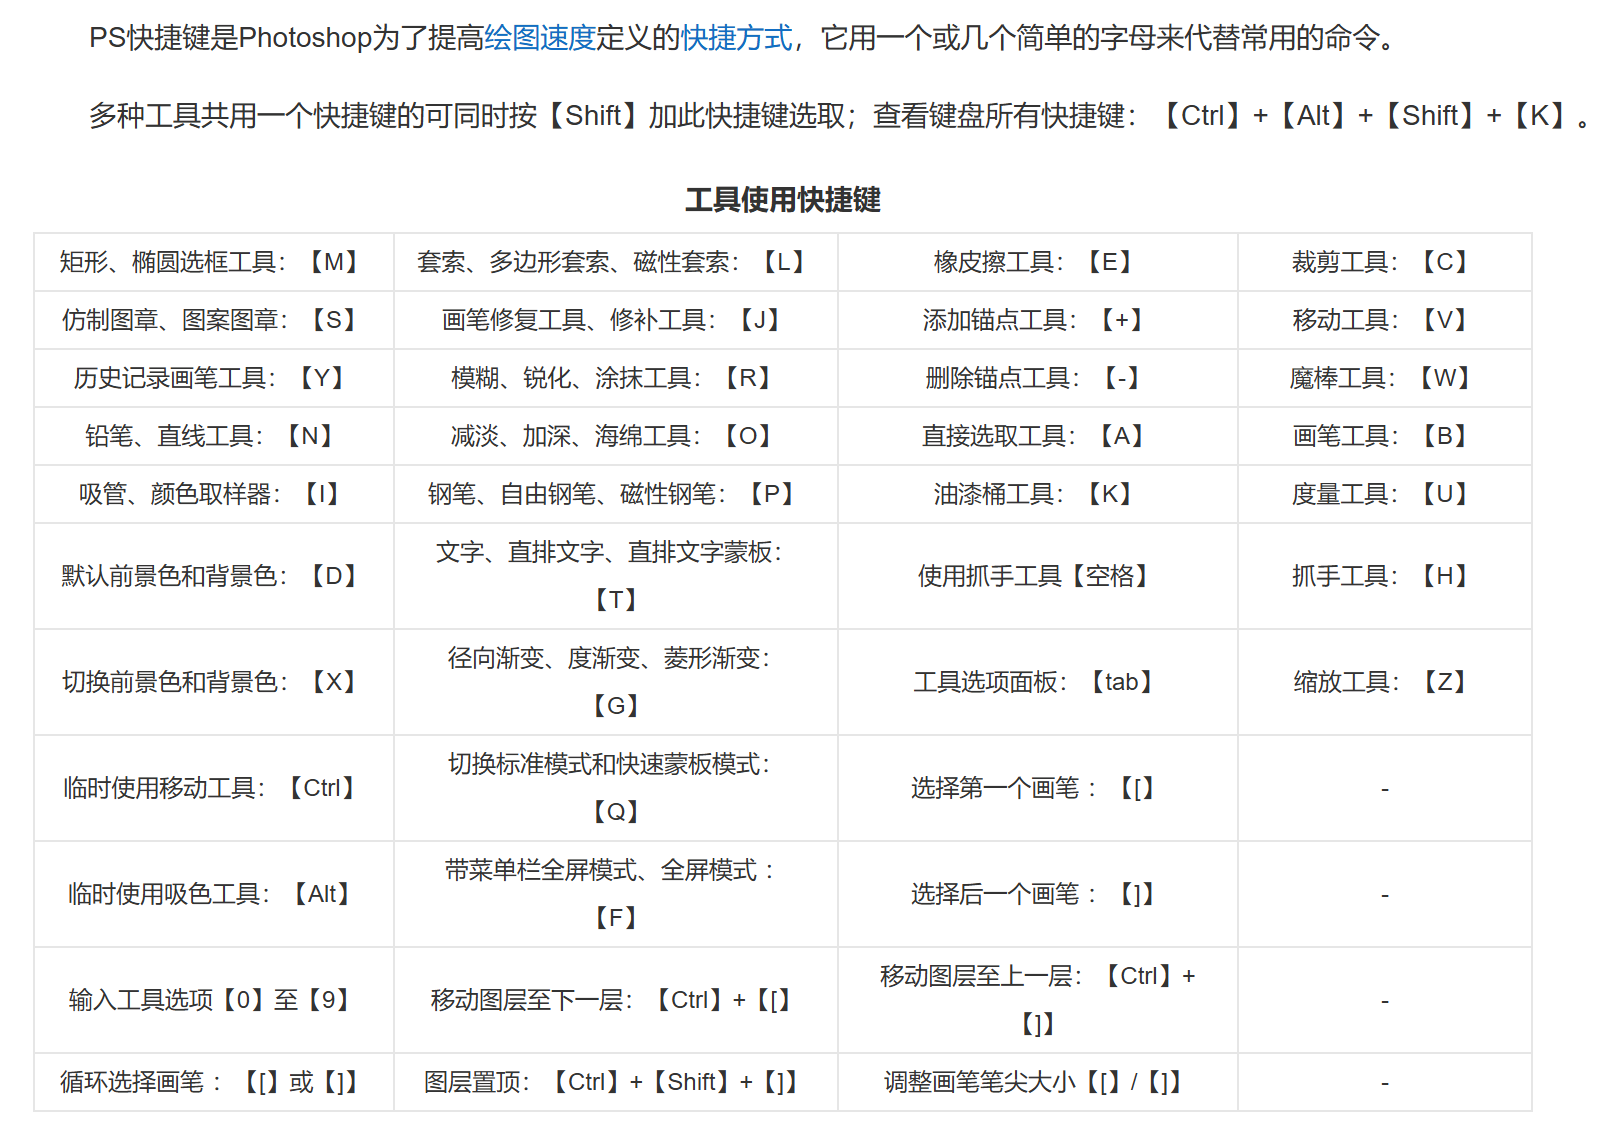 PS快捷键是Photoshop为了提高绘图速度定义的快捷方式，它用一个或几个简单的字母来代替常用的命令。
多种工具共用一个快捷键的可同时按【Shift】加此快捷键选取；查看键盘所有快捷键：【Ctrl】+【Alt】+【Shift】+【K】。
工具使用快捷键
矩形、椭圆选框工具：【M】 套索、多边形套索、磁性套索：【L】 橡皮擦工具：【E】 裁剪工具：【C】
仿制图章、图案图章：【S】 画笔修复工具、修补工具：【J】 添加锚点工具：【+】 移动工具：【V】
历史记录画笔工具：【Y】 模糊、锐化、涂抹工具：【R】 删除锚点工具：【-】 魔棒工具：【W】
铅笔、直线工具：【N】 减淡、加深、海绵工具：【O】 直接选取工具：【A】 画笔工具：【B】
吸管、颜色取样器：【I】 钢笔、自由钢笔、磁性钢笔：【P】 油漆桶工具：【K】 度量工具：【U】
默认前景色和背景色：【D】 文字、直排文字、直排文字蒙板：
【T】 使用抓手工具【空格】 抓手工具：【H】
切换前景色和背景色：【X】 径向渐变、度渐变、菱形渐变：
【G】 工具选项面板：【tab】 缩放工具：【Z】
临时使用移动工具：【Ctrl】 切换标准模式和快速蒙板模式：
【Q】 选择第一个画笔 ：【[】 -
临时使用吸色工具：【Alt】 带菜单栏全屏模式、全屏模式 ：
【F】 选择后一个画笔 ：【]】 -
输入工具选项【0】至【9】 移动图层至下一层：【Ctrl】+【[】 移动图层至上一层：【Ctrl】+
【]】 -
循环选择画笔 ：【[】或【]】 图层置顶：【Ctrl】+【Shift】+【]】 调整画笔笔尖大小【[】/【]】 -